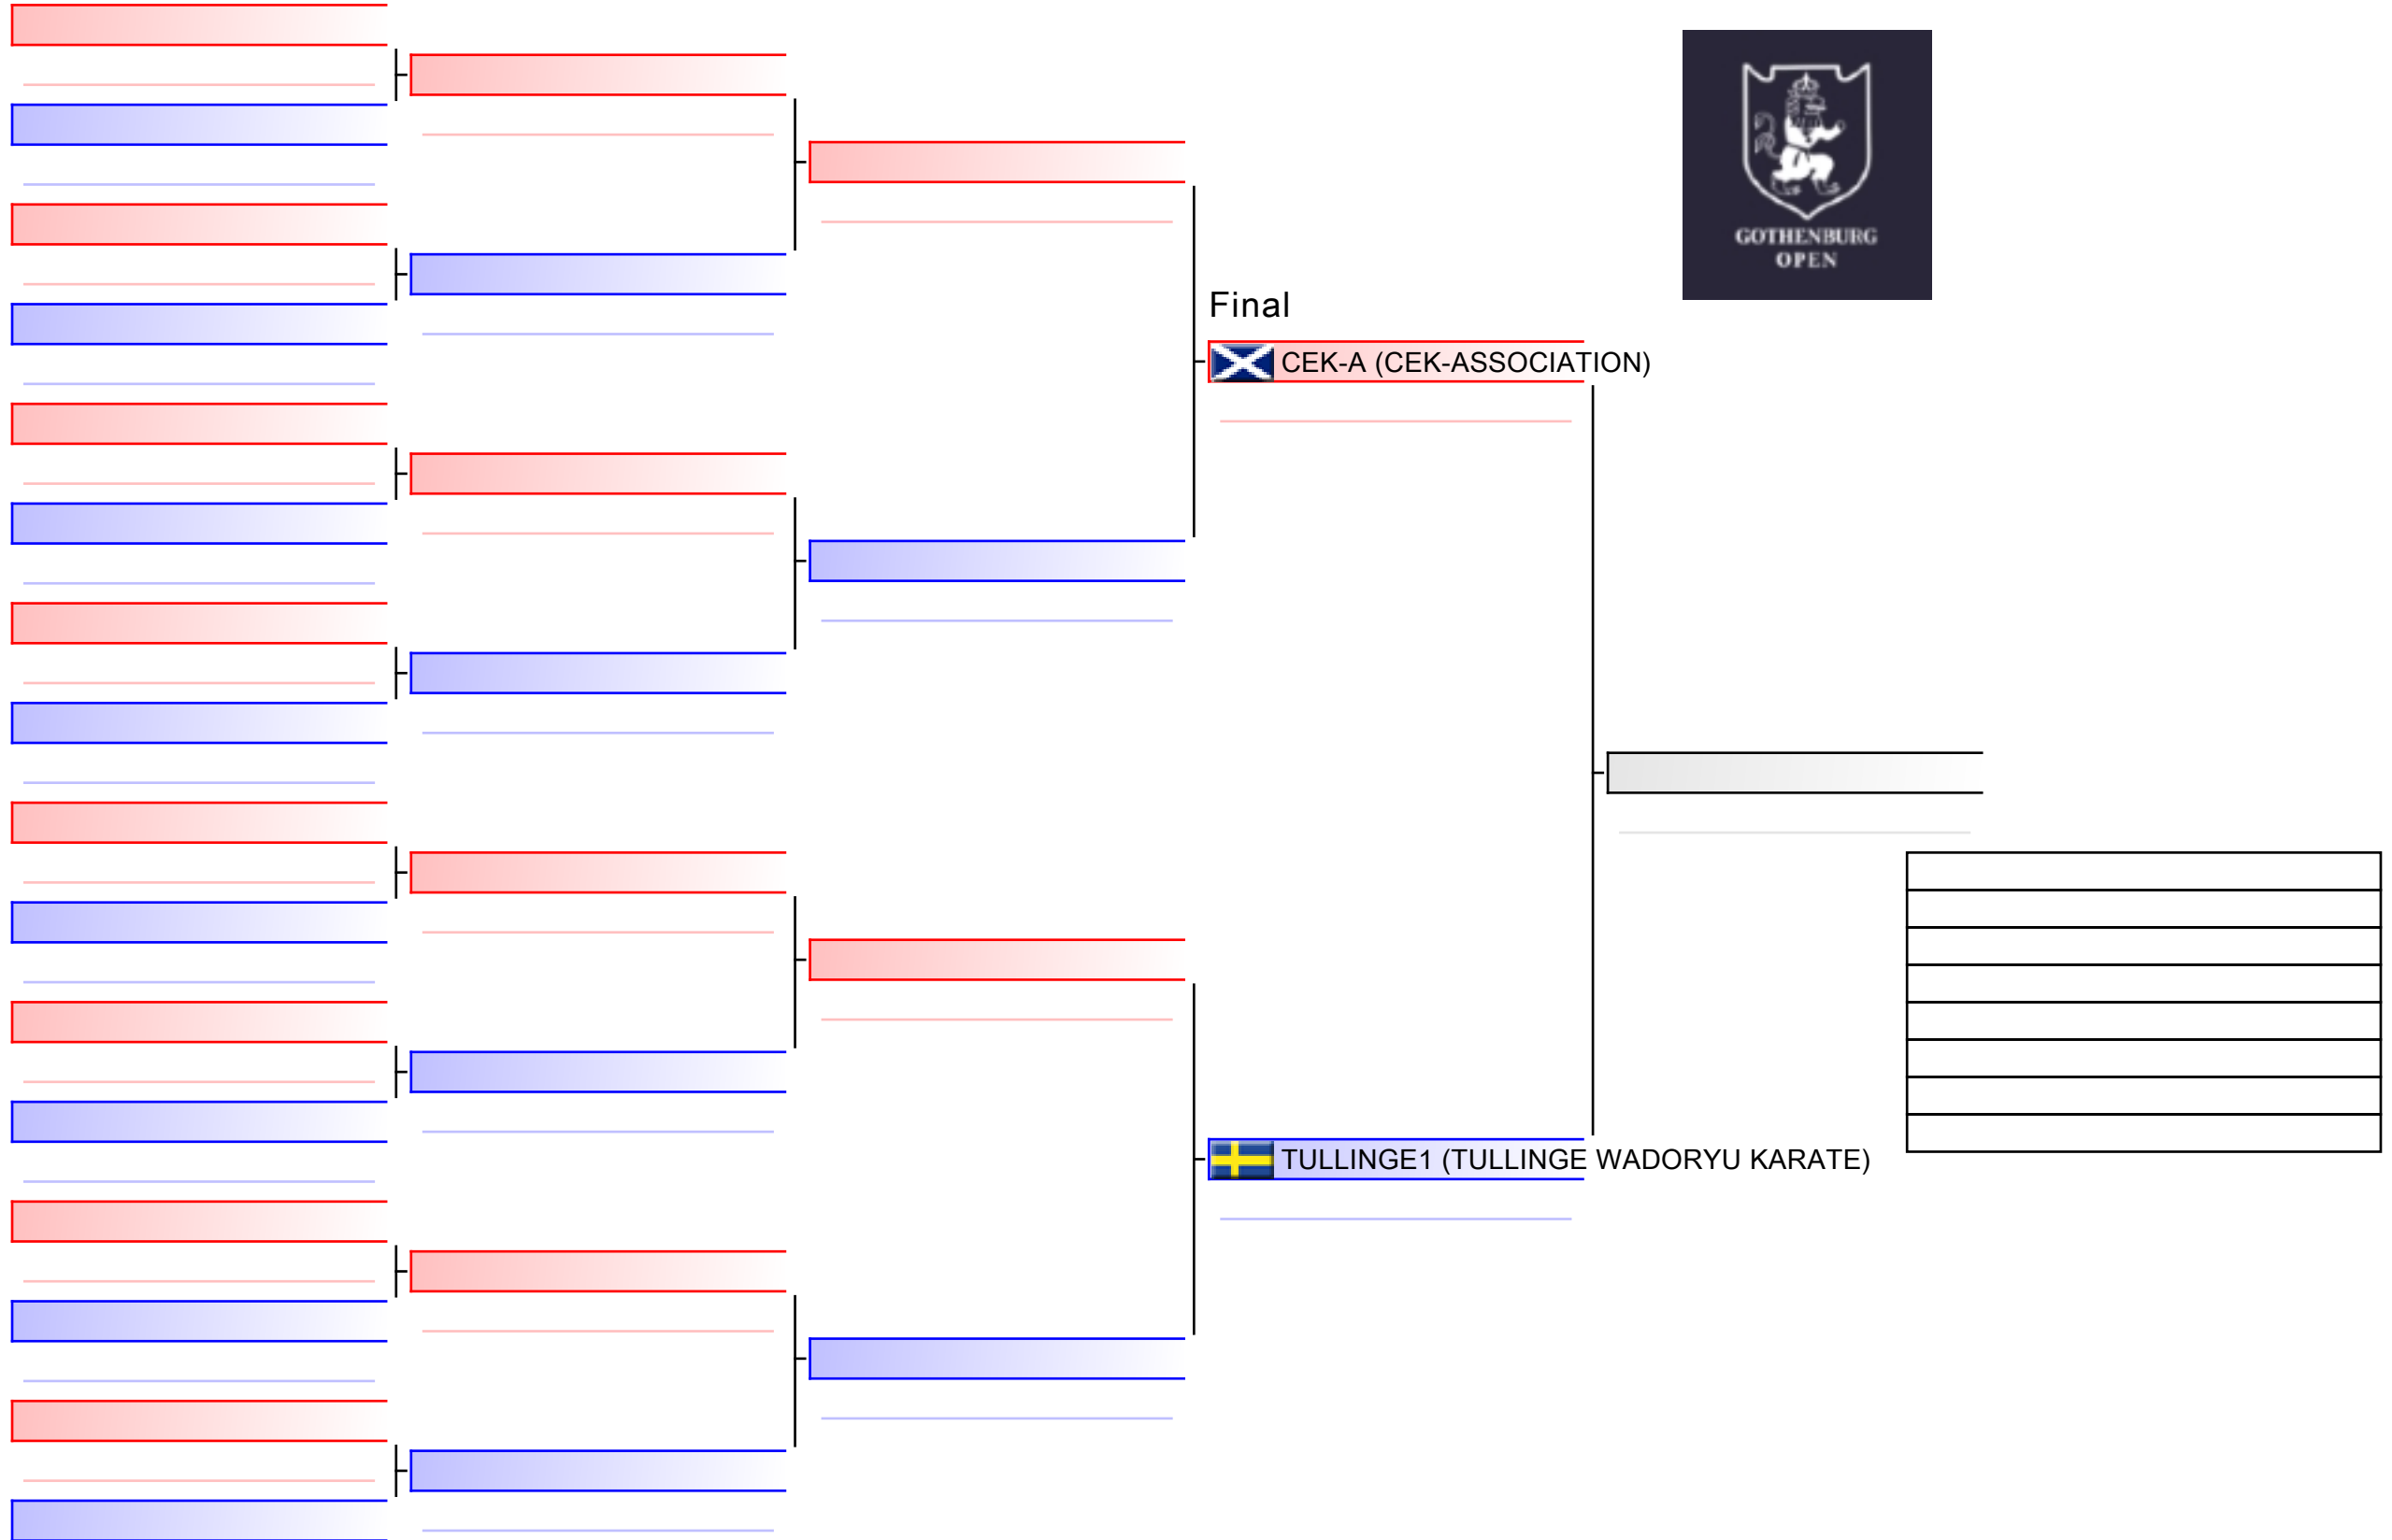 GOTHENBURG
OPEN
Final
CEK-A (CEK-ASSOCIATION)
TULLINGE1 (TULLINGE WADORYU KARATE)